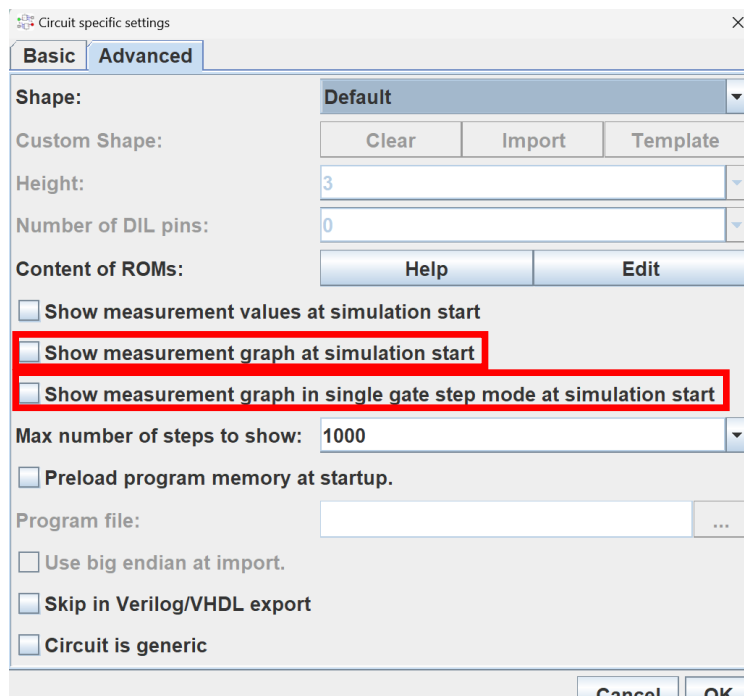 Circuit specific settings
Basic Advanced
Shape: Default
Custom Shape: Clear Import Template
Height: 3
Number of DIL pins: 0
Content of ROMs: Help Edit
Show measurement values at simulation start
Show measurement graph at simulation start
Show measurement graph in single gate step mode at simulation start
Max number of steps to show: 1000
Preload program memory at startup.
Program file: ...
Use big endian at import.
Skip in Verilog/VHDL export
Circuit is generic
Cancel OK